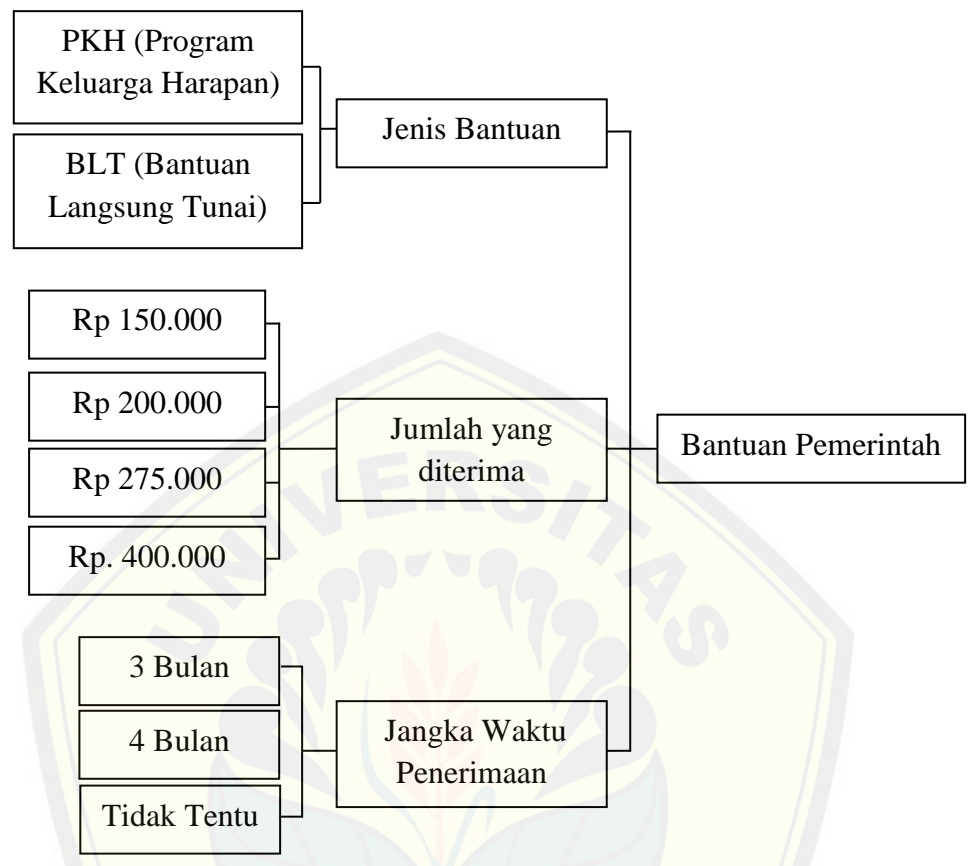 PKH (Program
Keluarga Harapan)
Jenis Bantuan
BLT (Bantuan
Langsung Tunai)
Rp 150.000
Rp 200.000
Jumlah yang
diterima
Bantuan Pemerintah
Rp 275.000
Rp. 400.000
3 Bulan
4 Bulan
Jangka Waktu
Penerimaan
Tidak Tentu
UNIVERSITAS